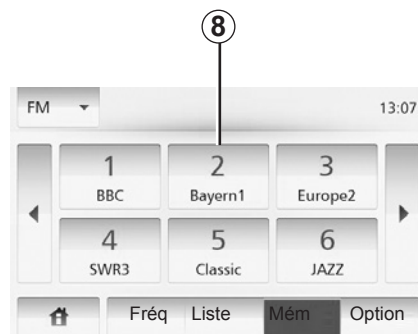 8
FM 13:07
1 2 3
BBC Bayern1 Europe2
4 5 6
SWR3 Classic JAZZ
Fréq Liste Mém Option